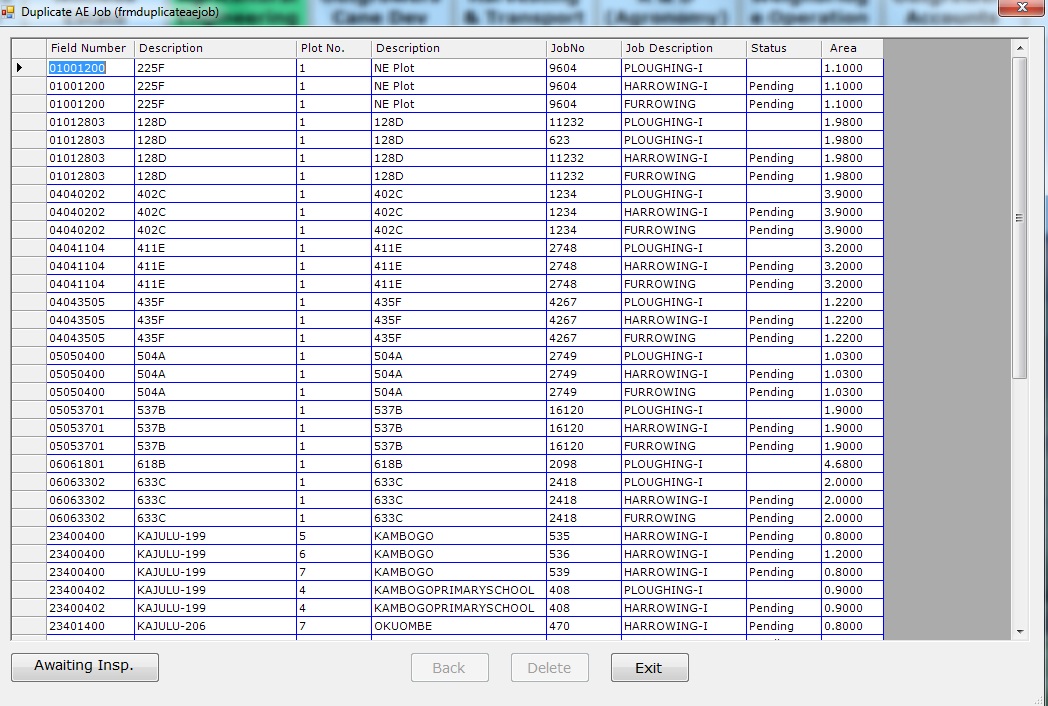 Cane Dev & Transport (Agronomy) e Operation Accounts
Duplicate AE Job (frmduplicateaejob)
Field Number Description Plot No. Description JobNo Job Description Status Area
01001200 225F 1 NE Plot 9604 PLOUGHING-I 1.1000
01001200 225F 1 NE Plot 9604 HARROWING-I Pending 1.1000
01001200 225F 1 NE Plot 9604 FURROWING Pending 1.1000
01012803 128D 1 128D 11232 PLOUGHING-I 1.9800
01012803 128D 1 128D 623 PLOUGHING-I 1.9800
01012803 128D 1 128D 11232 HARROWING-I Pending 1.9800
01012803 128D 1 128D 11232 FURROWING Pending 1.9800
04040202 402C 1 402C 1234 PLOUGHING-I 3.9000
04040202 402C 1 402C 1234 HARROWING-I Pending 3.9000
04040202 402C 1 402C 1234 FURROWING Pending 3.9000
04041104 411E 1 411E 2748 PLOUGHING-I 3.2000
04041104 411E 1 411E 2748 HARROWING-I Pending 3.2000
04041104 411E 1 411E 2748 FURROWING Pending 3.2000
04043505 435F 1 435F 4267 PLOUGHING-I 1.2200
04043505 435F 1 435F 4267 HARROWING-I Pending 1.2200
04043505 435F 1 435F 4267 FURROWING Pending 1.2200
05050400 504A 1 504A 2749 PLOUGHING-I 1.0300
05050400 504A 1 504A 2749 HARROWING-I Pending 1.0300
05050400 504A 1 504A 2749 FURROWING Pending 1.0300
05053701 537B 1 537B 16120 PLOUGHING-I 1.9000
05053701 537B 1 537B 16120 HARROWING-I Pending 1.9000
05053701 537B 1 537B 16120 FURROWING Pending 1.9000
06061801 618B 1 618B 2098 PLOUGHING-I 4.6800
06063302 633C 1 633C 2418 PLOUGHING-I 2.0000
06063302 633C 1 633C 2418 HARROWING-I Pending 2.0000
06063302 633C 1 633C 2418 FURROWING Pending 2.0000
23400400 KAJULU-199 5 KAMBOGO 535 HARROWING-I Pending 0.8000
23400400 KAJULU-199 6 KAMBOGO 536 HARROWING-I Pending 1.2000
23400400 KAJULU-199 7 KAMBOGO 539 HARROWING-I Pending 0.8000
23400402 KAJULU-199 4 KAMBOGOPRIMARYSCHOOL 408 PLOUGHING-I 0.9000
23400402 KAJULU-199 4 KAMBOGOPRIMARYSCHOOL 408 HARROWING-I Pending 0.9000
23401400 KAJULU-206 7 OKUOMBE 470 HARROWING-I Pending 0.8000
Awaiting Insp. Back Delete Exit